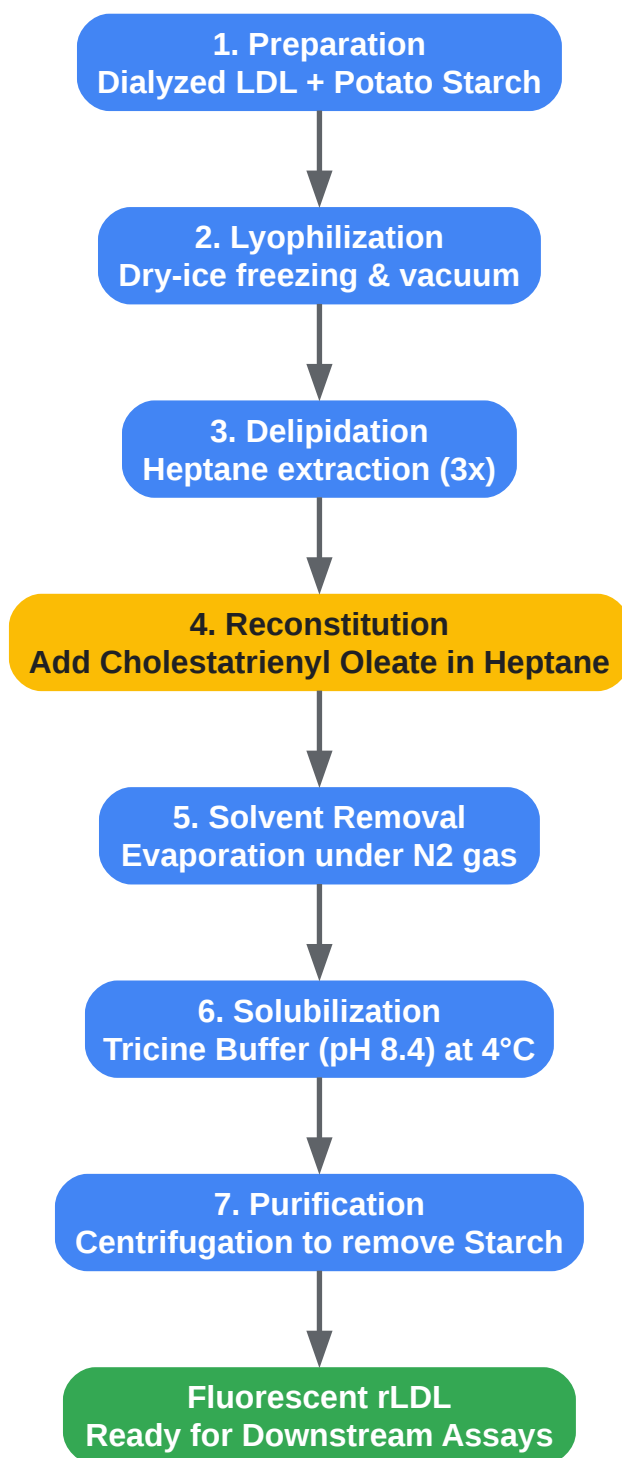 1. Preparation
Dialyzed LDL + Potato Starch
2. Lyophilization
Dry-ice freezing & vacuum
3. Delipidation
Heptane extraction (3x)
4. Reconstitution
Add Cholestatrienyl Oleate in Heptane
5. Solvent Removal
Evaporation under N2 gas
6. Solubilization
Tricine Buffer (pH 8.4) at 4°C
7. Purification
Centrifugation to remove Starch
Fluorescent rLDL
Ready for Downstream Assays